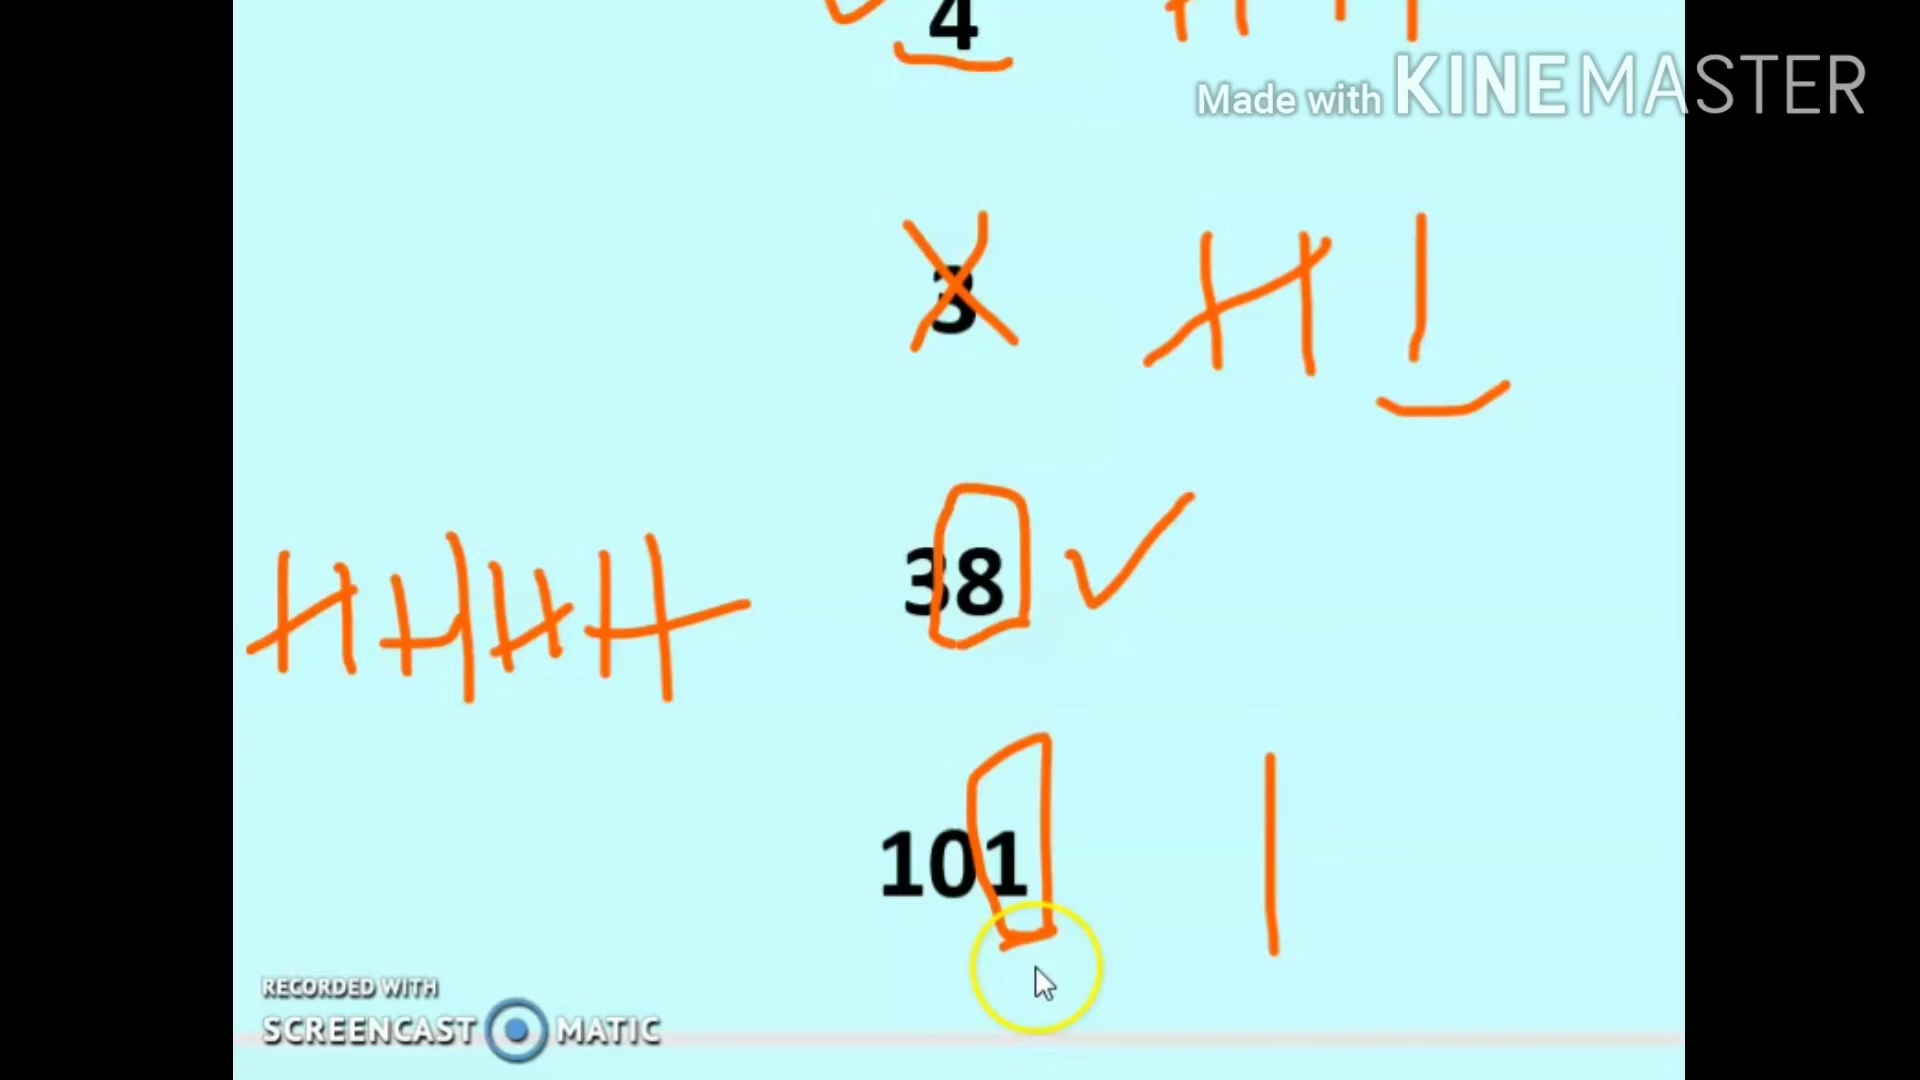 4
Made with KINEMASTER
3
38
101
RECORDED WITH
SCREENCAST MATIC